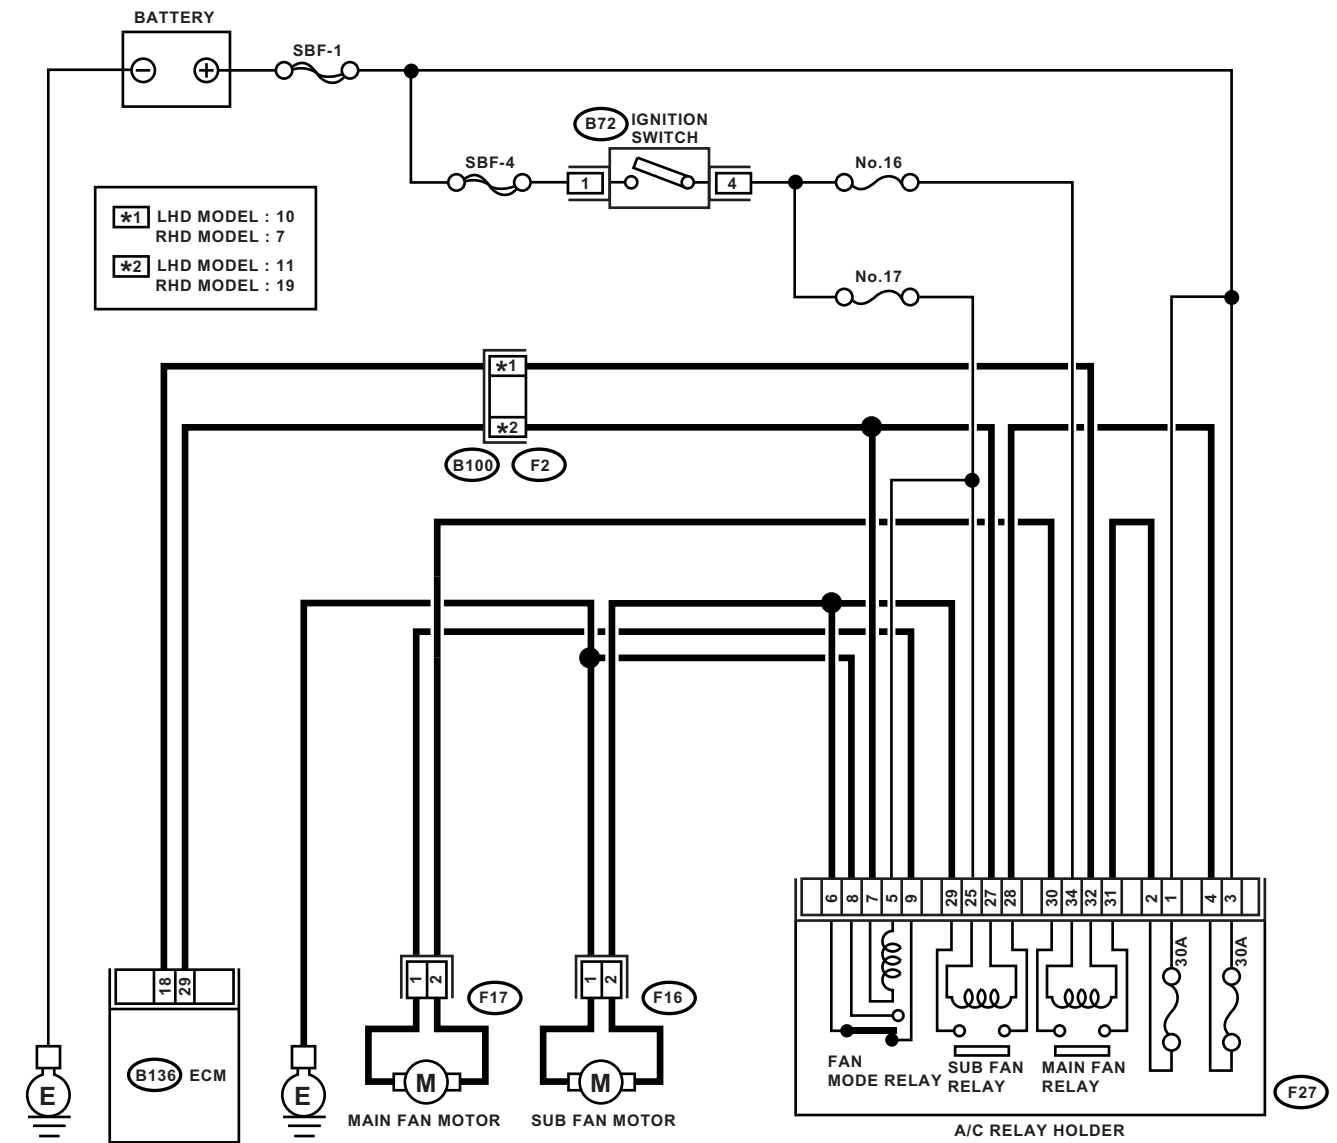 BATTERY
SBF-1
− +
B72 IGNITION
SWITCH
SBF-4
1
4
No.16
*1 LHD MODEL : 10
RHD MODEL : 7
*2 LHD MODEL : 11
RHD MODEL : 19
No.17
*1
*2
B100 F2
6 8 7 5 9 29 25 27 28 30 34 32 31 2 1 4 3
30A 30A
18 29
1 2
F17
1 2
F16
B136 ECM
E
E
M
M
MAIN FAN MOTOR
SUB FAN MOTOR
FAN
MODE RELAY
SUB FAN
RELAY
MAIN FAN
RELAY
F27
A/C RELAY HOLDER